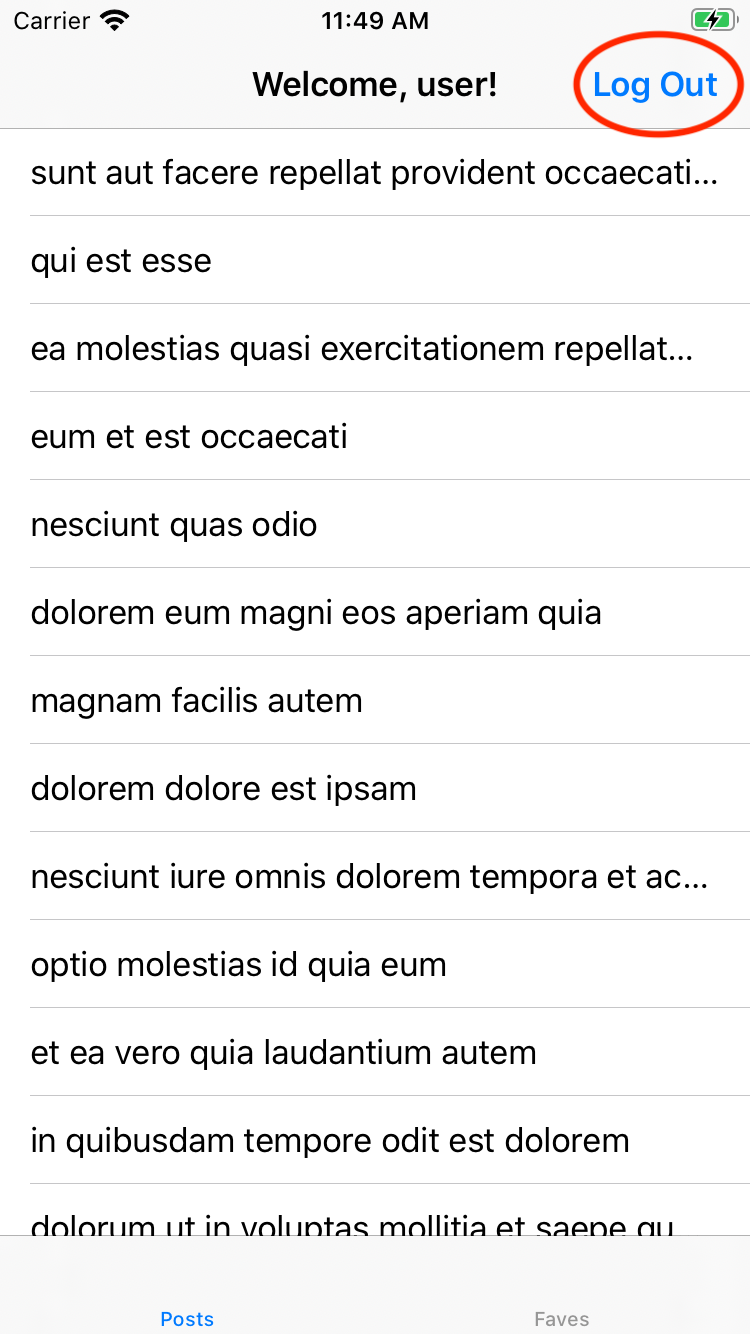 Carrier 11:49 AM
Welcome, user! Log Out
sunt aut facere repellat provident occaecati...
qui est esse
ea molestias quasi exercitationem repellat...
eum et est occaecati
nesciunt quas odio
dolorem eum magni eos aperiam quia
magnam facilis autem
dolorem dolore est ipsam
nesciunt iure omnis dolorem tempora et ac...
optio molestias id quia eum
et ea vero quia laudantium autem
in quibusdam tempore odit est dolorem
dolorum ut in voluptas mollitia et saepe qu
Posts Faves